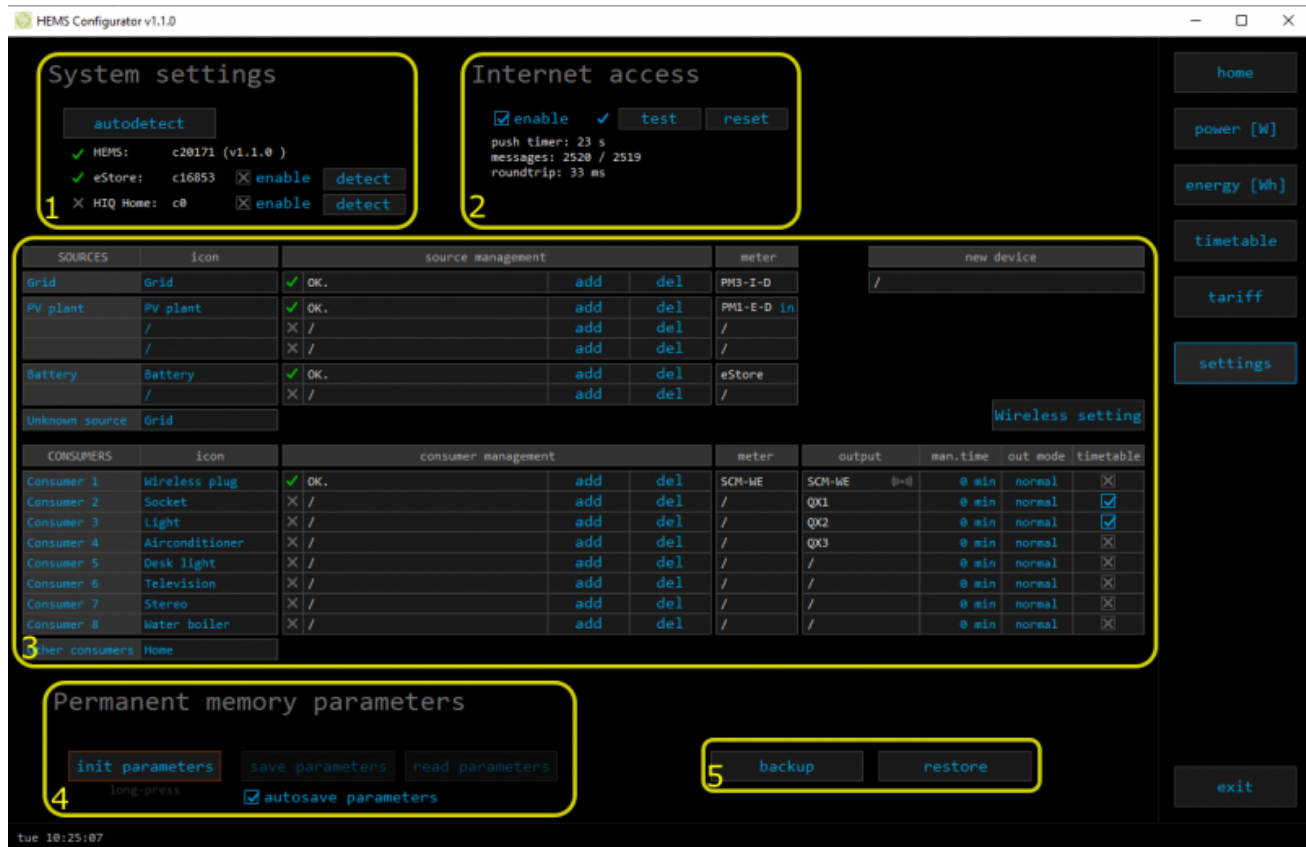 HEMS Configurator v1.1.0
System settings
autodetect
HEMS: c20171 (v1.1.0 )
eStore: c16853 enable detect
HIQ Home: c0 enable detect
1
Internet access
enable test reset
push timer: 23 s
messages: 2520 / 2519
roundtrip: 33 ms
2
home
power [W]
energy [Wh]
timetable
tariff
settings
exit
SOURCES icon source management meter new device
Grid Grid OK. add del PM3-I-D /
PV plant PV plant OK. add del PM1-E-D in
/ / add del /
/ / add del /
Battery Battery OK. add del eStore
/ / add del /
Unknown source Grid
Wireless setting
CONSUMERS icon consumer management meter output man.time out mode timetable
Consumer 1 Wireless plug OK. add del SCM-WE SCM-WE 0 min normal
Consumer 2 Socket / add del / QX1 0 min normal
Consumer 3 Light / add del / QX2 0 min normal
Consumer 4 Airconditioner / add del / QX3 0 min normal
Consumer 5 Desk light / add del / / 0 min normal
Consumer 6 Television / add del / / 0 min normal
Consumer 7 Stereo / add del / / 0 min normal
Consumer 8 Water boiler / add del / / 0 min normal
Other consumers Home
3
Permanent memory parameters
init parameters save parameters read parameters
long-press autosave parameters
4
5 backup restore
tue 10:25:07